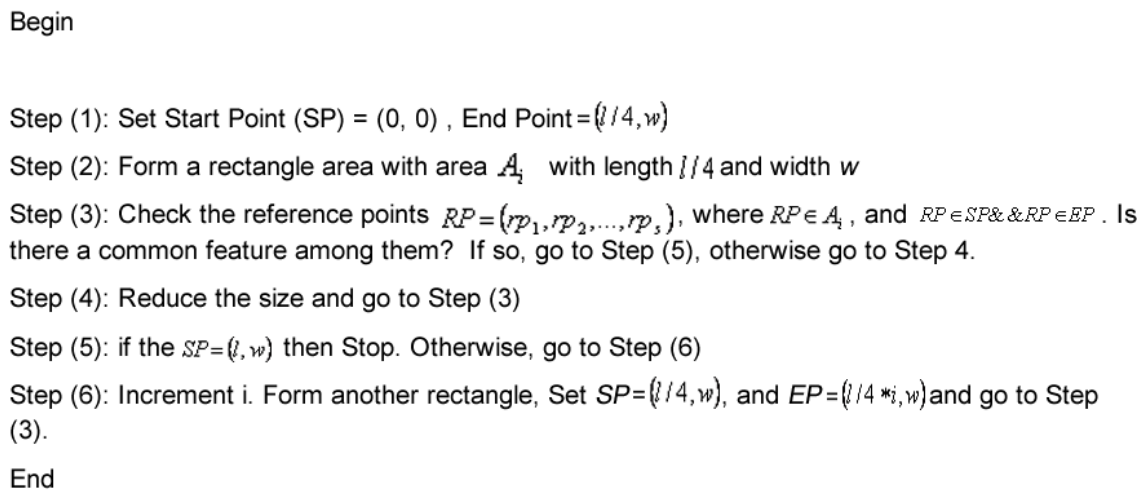 Begin
Step (1): Set Start Point (SP) = (0, 0) , End Point=(l/4,w)
Step (2): Form a rectangle area with area Aᵢ with length l/4 and width w
Step (3): Check the reference points RP=(rp₁,rp₂,...,rpₛ), where RP∈Aᵢ, and RP∈SP&&RP∈EP. Is
there a common feature among them? If so, go to Step (5), otherwise go to Step 4.
Step (4): Reduce the size and go to Step (3)
Step (5): if the SP=(l,w) then Stop. Otherwise, go to Step (6)
Step (6): Increment i. Form another rectangle, Set SP=(l/4,w), and EP=(l/4*i,w)and go to Step
(3).
End